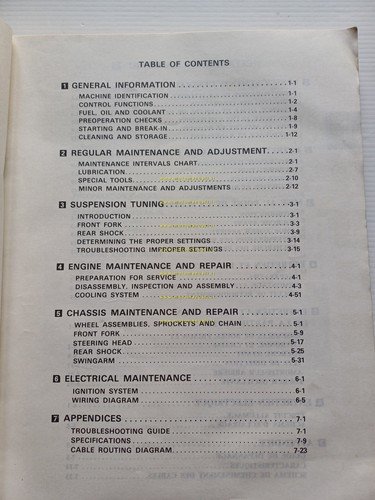 TABLE OF CONTENTS
1 GENERAL INFORMATION 1-1
MACHINE IDENTIFICATION 1-1
CONTROL FUNCTIONS 1-2
FUEL, OIL AND COOLANT 1-4
PREOPERATION CHECKS 1-8
STARTING AND BREAK-IN 1-9
CLEANING AND STORAGE 1-12
2 REGULAR MAINTENANCE AND ADJUSTMENT 2-1
MAINTENANCE INTERVALS CHART 2-1
LUBRICATION 2-7
SPECIAL TOOLS 2-10
MINOR MAINTENANCE AND ADJUSTMENTS 2-12
3 SUSPENSION TUNING 3-1
INTRODUCTION 3-1
FRONT FORK 3-3
REAR SHOCK 3-9
DETERMINING THE PROPER SETTINGS 3-14
TROUBLESHOOTING IMPROPER SETTINGS 3-15
4 ENGINE MAINTENANCE AND REPAIR 4-1
PREPARATION FOR SERVICE 4-1
DISASSEMBLY, INSPECTION AND ASSEMBLY 4-3
COOLING SYSTEM 4-51
5 CHASSIS MAINTENANCE AND REPAIR 5-1
WHEEL ASSEMBLIES, SPROCKETS AND CHAIN 5-1
FRONT FORK 5-9
STEERING HEAD 5-17
REAR SHOCK 5-25
SWINGARM 5-31
6 ELECTRICAL MAINTENANCE 6-1
IGNITION SYSTEM 6-1
WIRING DIAGRAM 6-5
7 APPENDICES 7-1
TROUBLESHOOTING GUIDE 7-1
SPECIFICATIONS 7-9
CABLE ROUTING DIAGRAM 7-23